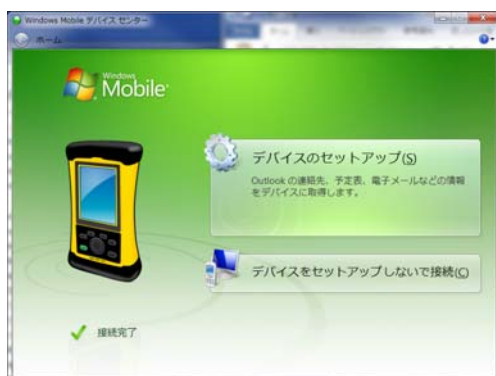 Windows Mobile デバイス センター
ホーム
Windows
Mobile
デバイスのセットアップ(S)
Outlook の連絡先、予定表、電子メールなどの情報
をデバイスに取得します。
デバイスをセットアップしないで接続(C)
接続完了